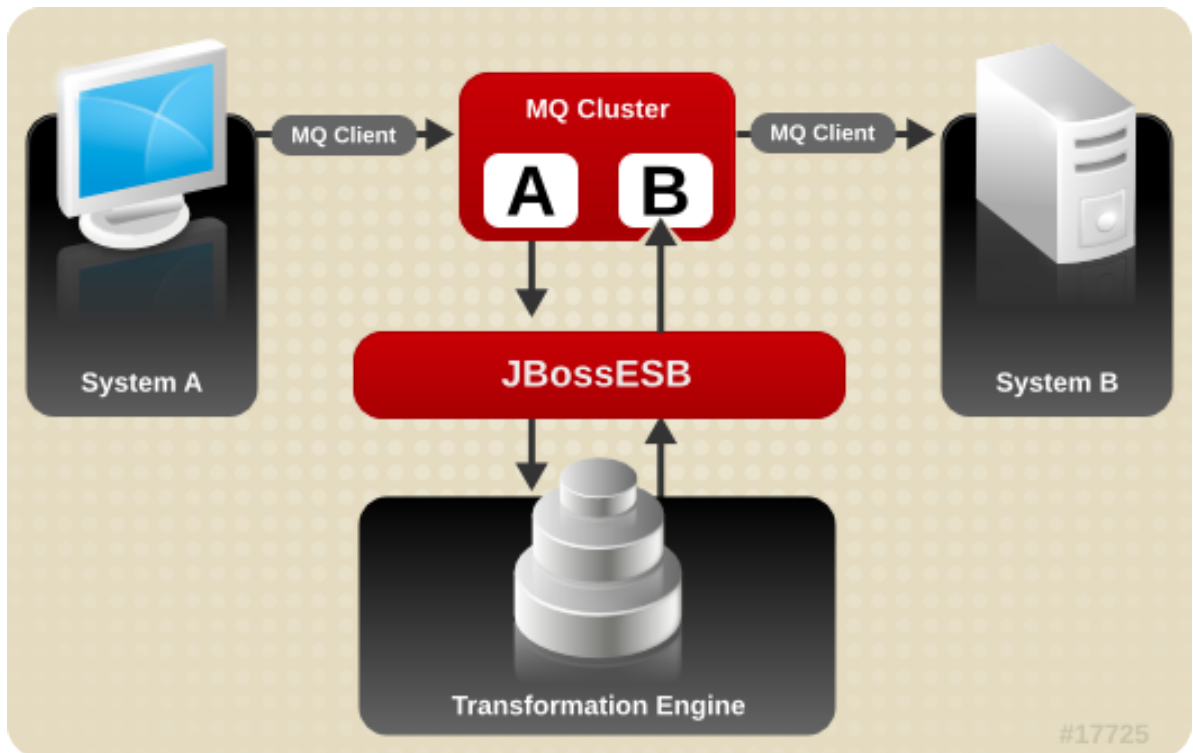 MQ Cluster
MQ Client
MQ Client
A
B
System A
JBossESB
System B
Transformation Engine
#17725